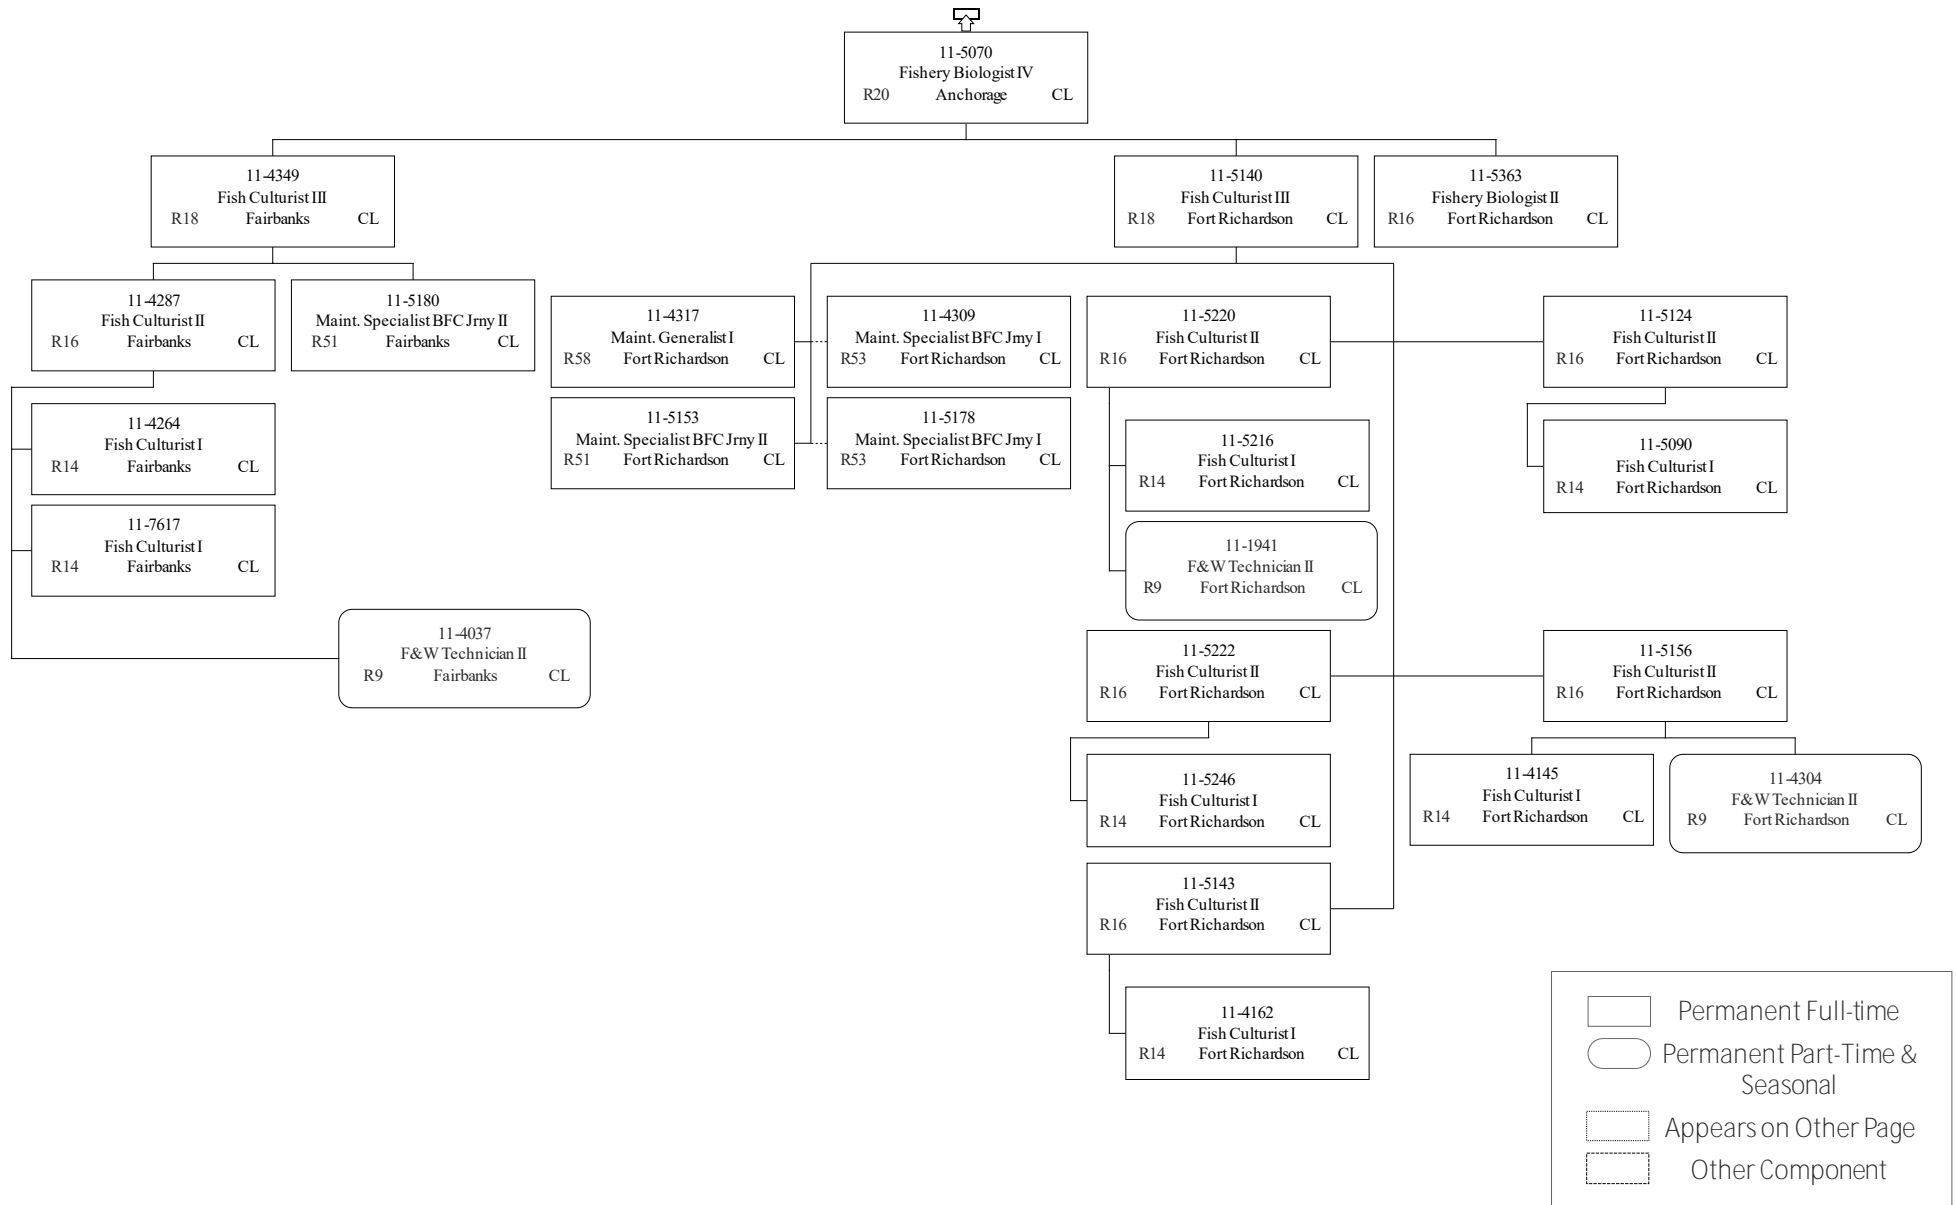 11-5070
Fishery Biologist IV
R20 Anchorage CL
11-4349
Fish Culturist III
R18 Fairbanks CL
11-5140
Fish Culturist III
R18 Fort Richardson CL
11-5363
Fishery Biologist II
R16 Fort Richardson CL
11-4287
Fish Culturist II
R16 Fairbanks CL
11-5180
Maint. Specialist BFC Jrny II
R51 Fairbanks CL
11-4317
Maint. Generalist I
R58 Fort Richardson CL
11-4309
Maint. Specialist BFC Jrny I
R53 Fort Richardson CL
11-5220
Fish Culturist II
R16 Fort Richardson CL
11-5124
Fish Culturist II
R16 Fort Richardson CL
11-4264
Fish Culturist I
R14 Fairbanks CL
11-5153
Maint. Specialist BFC Jrny II
R51 Fort Richardson CL
11-5178
Maint. Specialist BFC Jrny I
R53 Fort Richardson CL
11-5216
Fish Culturist I
R14 Fort Richardson CL
11-5090
Fish Culturist I
R14 Fort Richardson CL
11-7617
Fish Culturist I
R14 Fairbanks CL
11-1941
F&W Technician II
R9 Fort Richardson CL
11-4037
F&W Technician II
R9 Fairbanks CL
11-5222
Fish Culturist II
R16 Fort Richardson CL
11-5156
Fish Culturist II
R16 Fort Richardson CL
11-5246
Fish Culturist I
R14 Fort Richardson CL
11-4145
Fish Culturist I
R14 Fort Richardson CL
11-4304
F&W Technician II
R9 Fort Richardson CL
11-5143
Fish Culturist II
R16 Fort Richardson CL
11-4162
Fish Culturist I
R14 Fort Richardson CL
Permanent Full-time
Permanent Part-Time &
Seasonal
Appears on Other Page
Other Component